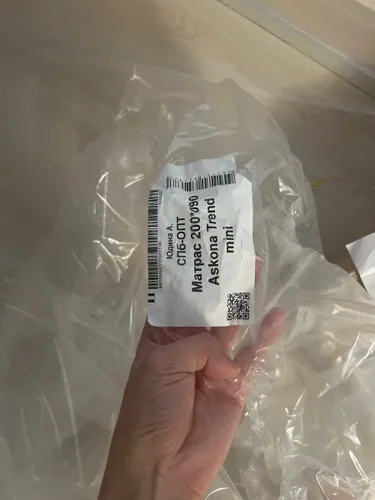 Юдина А.
СПб-ОПТ
Матрас 200*090
Askona Trend
mini